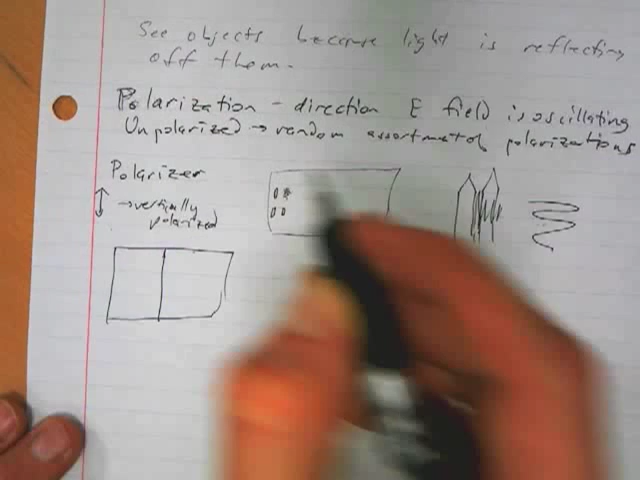 See objects because light is reflecting
off them.
Polarization - direction E field is oscillating
Unpolarized → random assortment of polarizations
Polarizer
→ vertically
polarized